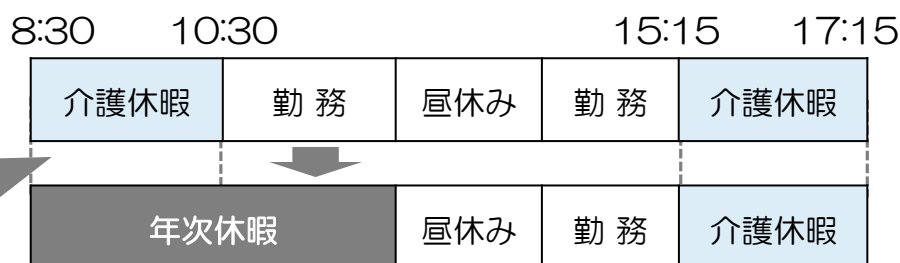 8:30 10:30 15:15 17:15
介護休暇 勤 務 昼休み 勤 務 介護休暇
年次休暇 昼休み 勤 務 介護休暇